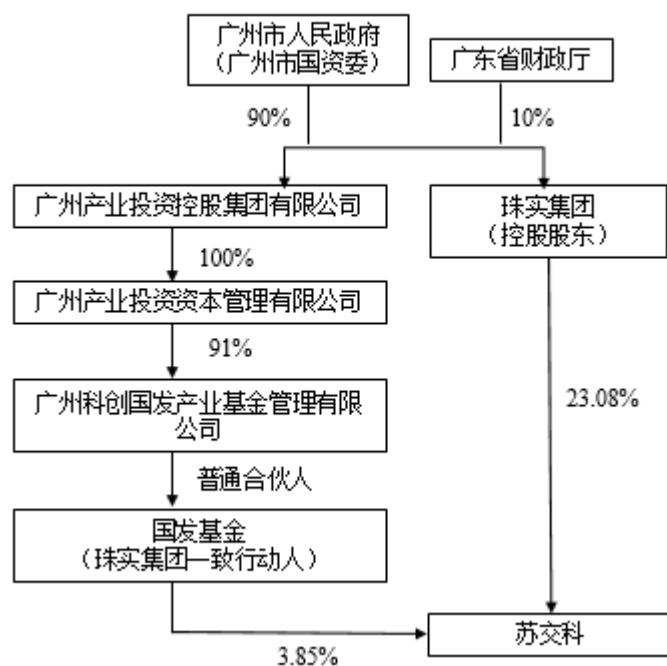 广州市人民政府
（广州市国资委）
广东省财政厅
90%
10%
广州产业投资控股集团有限公司
珠实集团
（控股股东）
100%
广州产业投资资本管理有限公司
91%
广州科创国发产业基金管理有限
公司
23.08%
普通合伙人
国发基金
（珠实集团一致行动人）
苏交科
3.85%